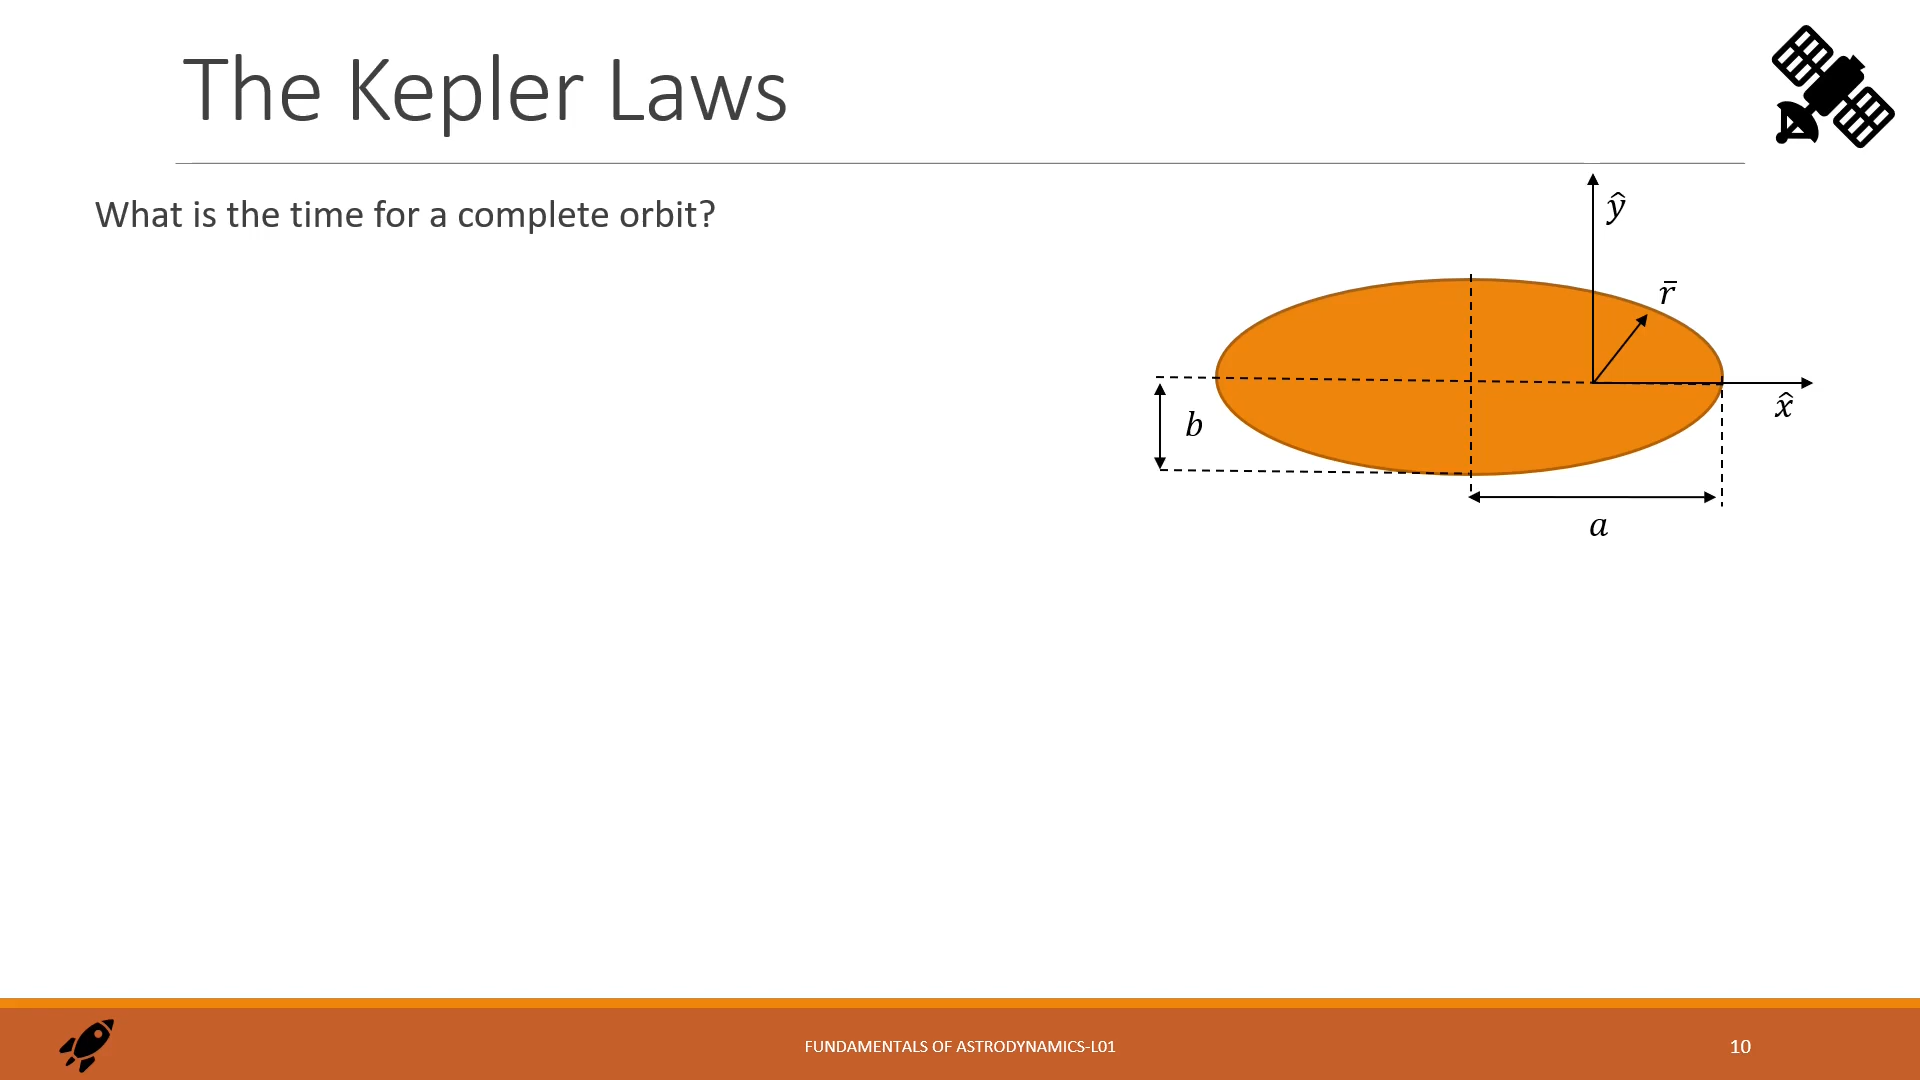 The Kepler Laws
What is the time for a complete orbit?
ŷ
r̄
x̂
b
a
FUNDAMENTALS OF ASTRODYNAMICS-L01
10